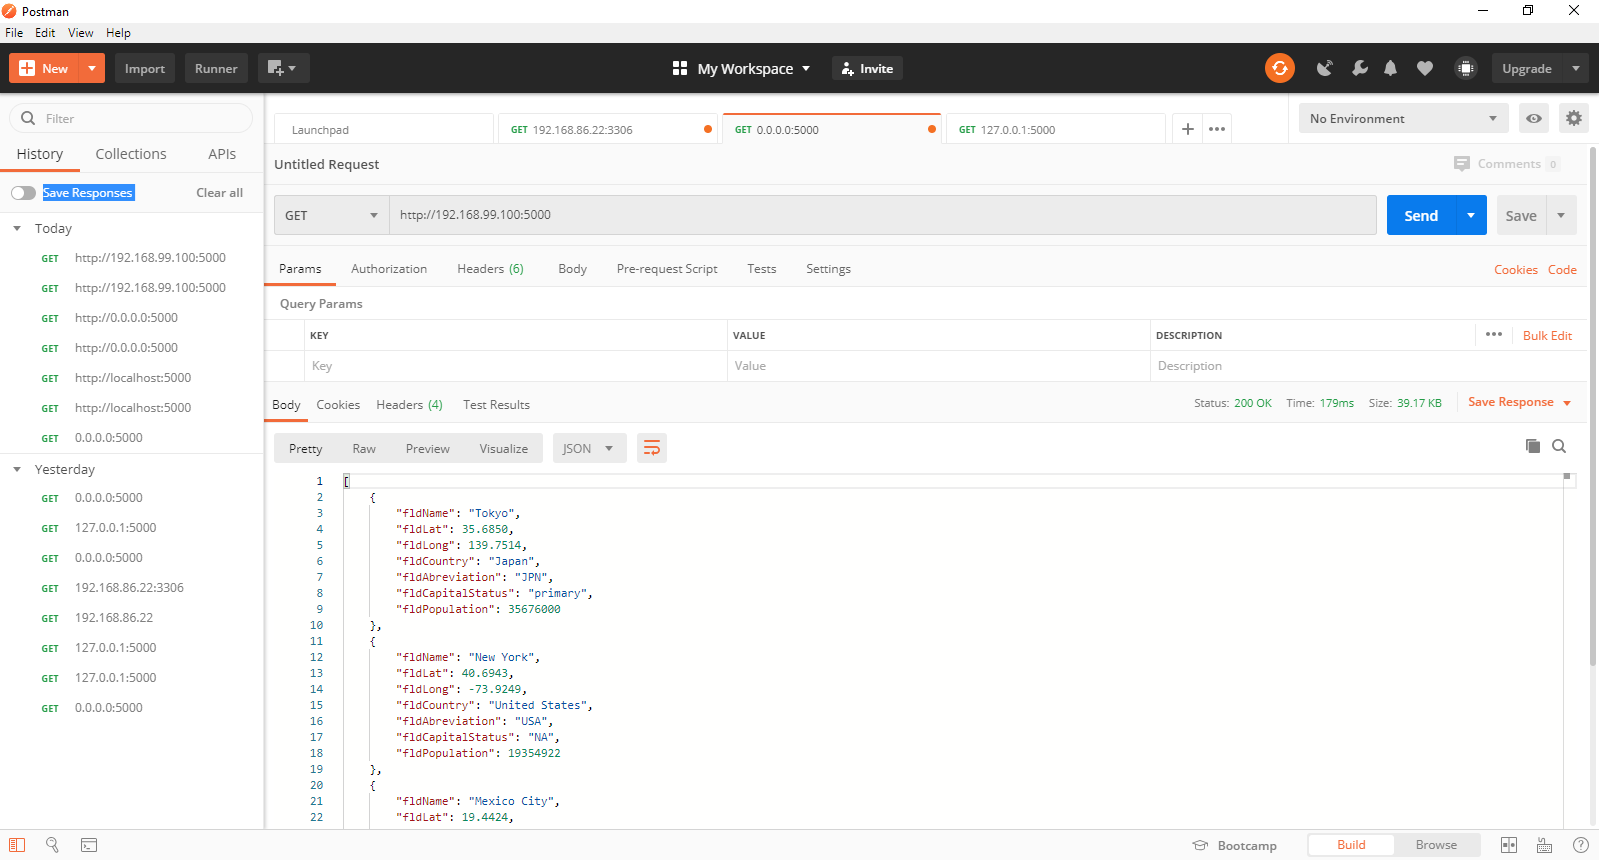 Postman
File Edit View Help
New Import Runner My Workspace Invite Upgrade
Filter
History Collections APIs
Save Responses Clear all
Today
GET http://192.168.99.100:5000
GET http://192.168.99.100:5000
GET http://0.0.0.0:5000
GET http://0.0.0.0:5000
GET http://localhost:5000
GET http://localhost:5000
GET 0.0.0.0:5000
Yesterday
GET 0.0.0.0:5000
GET 127.0.0.1:5000
GET 0.0.0.0:5000
GET 192.168.86.22:3306
GET 192.168.86.22
GET 127.0.0.1:5000
GET 127.0.0.1:5000
GET 0.0.0.0:5000
Launchpad GET 192.168.86.22:3306 GET 0.0.0.0:5000 GET 127.0.0.1:5000 + ••• No Environment
Untitled Request Comments 0
GET http://192.168.99.100:5000 Send Save
Params Authorization Headers (6) Body Pre-request Script Tests Settings Cookies Code
Query Params
KEY VALUE DESCRIPTION ••• Bulk Edit
Key Value Description
Body Cookies Headers (4) Test Results Status: 200 OK Time: 179ms Size: 39.17 KB Save Response
Pretty Raw Preview Visualize JSON
1 [
2 {
3 "fldName": "Tokyo",
4 "fldLat": 35.6850,
5 "fldLong": 139.7514,
6 "fldCountry": "Japan",
7 "fldAbreviation": "JPN",
8 "fldCapitalStatus": "primary",
9 "fldPopulation": 35676000
10 },
11 {
12 "fldName": "New York",
13 "fldLat": 40.6943,
14 "fldLong": -73.9249,
15 "fldCountry": "United States",
16 "fldAbreviation": "USA",
17 "fldCapitalStatus": "NA",
18 "fldPopulation": 19354922
19 },
20 {
21 "fldName": "Mexico City",
22 "fldLat": 19.4424,
Bootcamp Build Browse